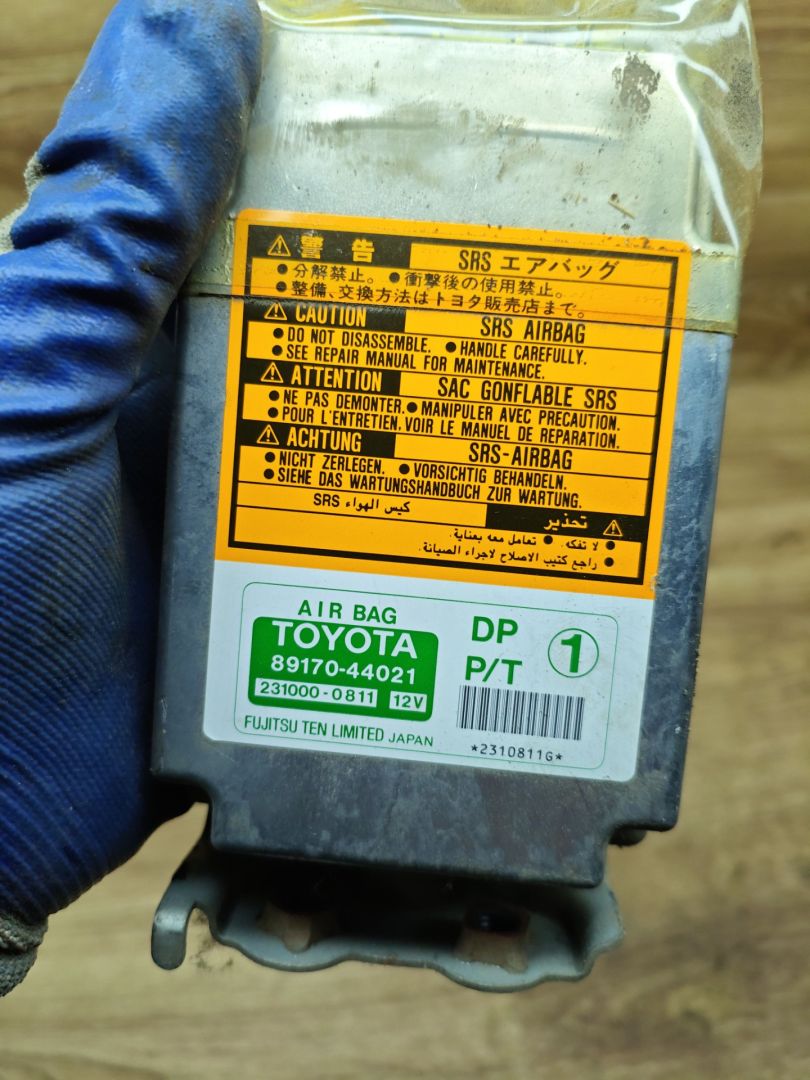 ⚠ 警告 SRS エアバッグ
●分解禁止。 ●衝撃後の使用禁止。
●整備、交換方法はトヨタ販売店まで。
⚠ CAUTION SRS AIRBAG
●DO NOT DISASSEMBLE. ●HANDLE CAREFULLY.
●SEE REPAIR MANUAL FOR MAINTENANCE.
⚠ ATTENTION SAC GONFLABLE SRS
●NE PAS DEMONTER. ●MANIPULER AVEC PRECAUTION.
●POUR L'ENTRETIEN, VOIR LE MANUEL DE REPARATION.
⚠ ACHTUNG SRS-AIRBAG
●NICHT ZERLEGEN. ●VORSICHTIG BEHANDELN.
●SIEHE DAS WARTUNGSHANDBUCH ZUR WARTUNG.
⚠ تحذير كيس الهواء SRS
● لا تفكه. ● تعامل معه بعناية.
● راجع كتيب الاصلاح لاجراء الصيانة.
AIR BAG
TOYOTA
89170-44021
231000-0811 12V
FUJITSU TEN LIMITED JAPAN
DP
P/T
1
*2310811G*